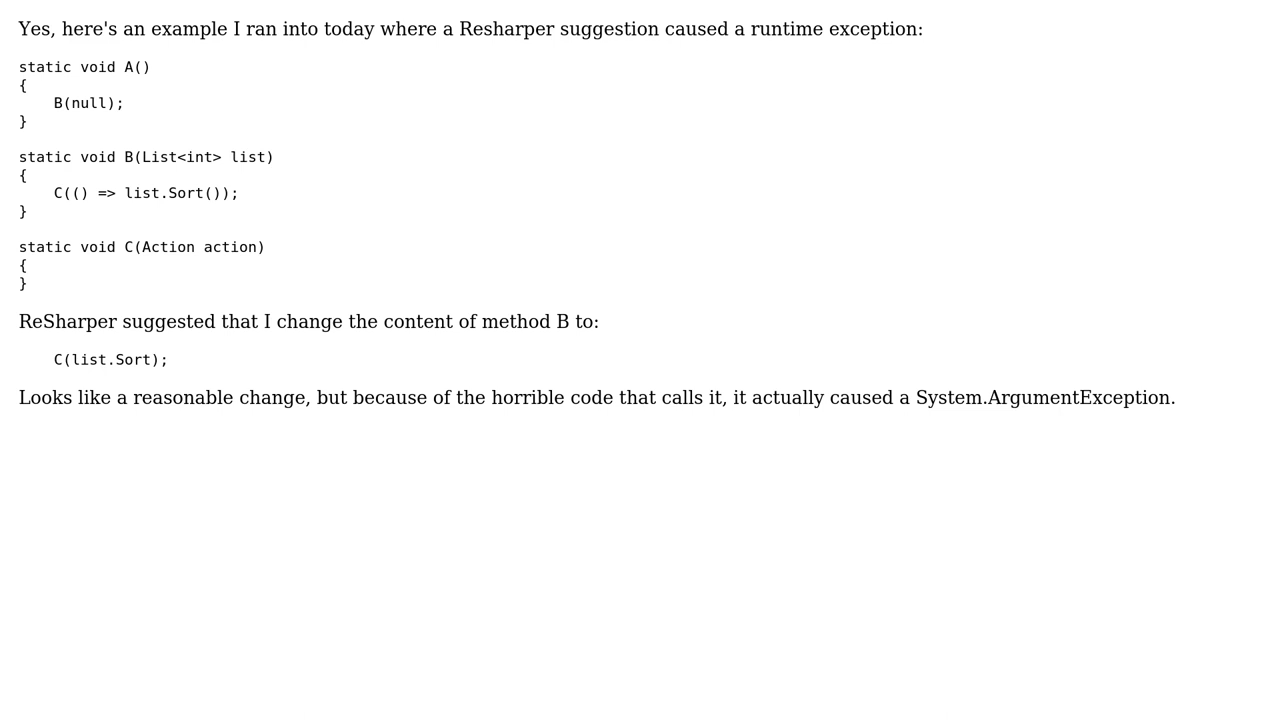 Yes, here's an example I ran into today where a Resharper suggestion caused a runtime exception:
static void A()
{
    B(null);
}
static void B(List<int> list)
{
    C(() => list.Sort());
}
static void C(Action action)
{
}
ReSharper suggested that I change the content of method B to:
    C(list.Sort);
Looks like a reasonable change, but because of the horrible code that calls it, it actually caused a System.ArgumentException.